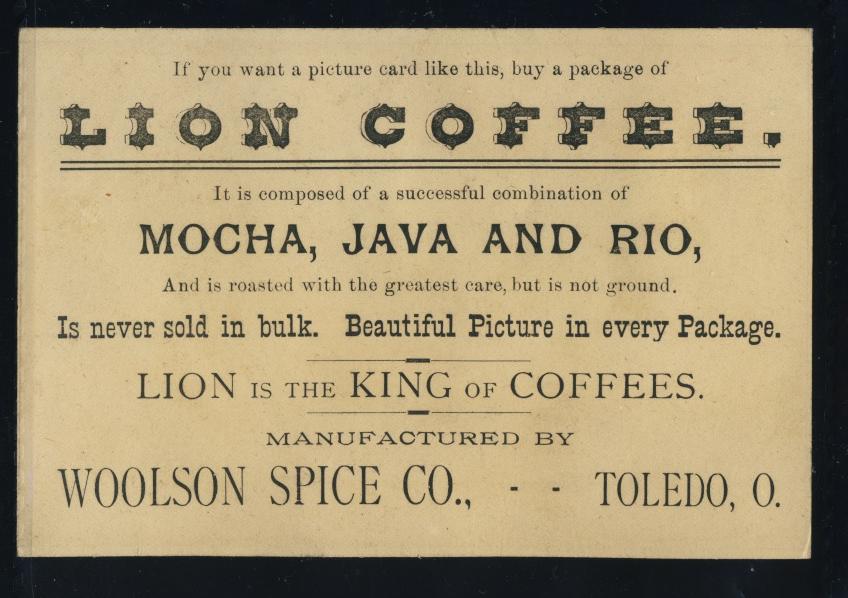 If you want a picture card like this, buy a package of
LION COFFEE.
It is composed of a successful combination of
MOCHA, JAVA AND RIO,
And is roasted with the greatest care, but is not ground.
Is never sold in bulk. Beautiful Picture in every Package.
LION IS THE KING OF COFFEES.
MANUFACTURED BY
WOOLSON SPICE CO., - - TOLEDO, O.